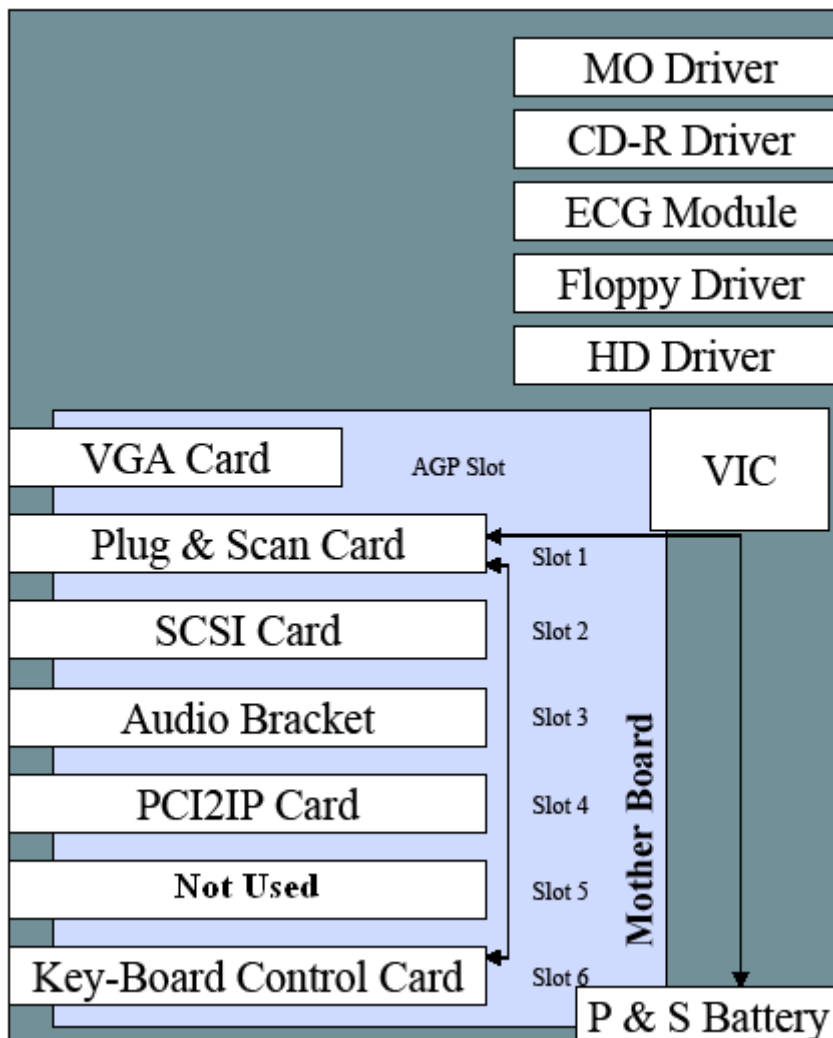 MO Driver
CD-R Driver
ECG Module
Floppy Driver
HD Driver
VGA Card
AGP Slot
VIC
Plug & Scan Card
Slot 1
SCSI Card
Slot 2
Audio Bracket
Slot 3
PCI2IP Card
Slot 4
Not Used
Slot 5
Key-Board Control Card
Slot 6
Mother Board
P & S Battery